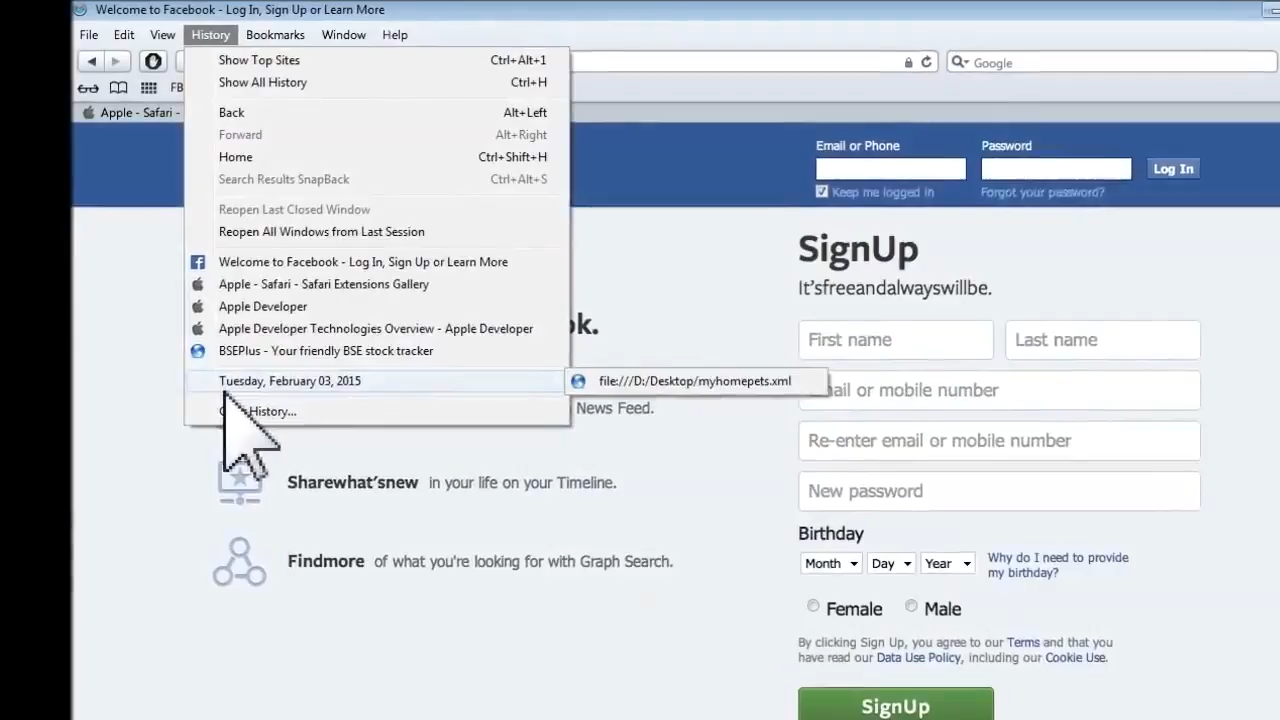 Welcome to Facebook - Log In, Sign Up or Learn More
File Edit View History Bookmarks Window Help
Google
FB
Apple - Safari -
Show Top Sites Ctrl+Alt+1
Show All History Ctrl+H
Back Alt+Left
Forward Alt+Right
Home Ctrl+Shift+H
Search Results SnapBack Ctrl+Alt+S
Reopen Last Closed Window
Reopen All Windows from Last Session
Welcome to Facebook - Log In, Sign Up or Learn More
Apple - Safari - Safari Extensions Gallery
Apple Developer
Apple Developer Technologies Overview - Apple Developer
BSEPlus - Your friendly BSE stock tracker
Tuesday, February 03, 2015
file:///D:/Desktop/myhomepets.xml
History...
Email or Phone Password
Log In
Keep me logged in Forgot your password?
ok.
News Feed.
Sharewhat'snew in your life on your Timeline.
Findmore of what you're looking for with Graph Search.
SignUp
It'sfreeandalwayswillbe.
First name Last name
mail or mobile number
Re-enter email or mobile number
New password
Birthday
Month Day Year
Why do I need to provide
my birthday?
Female Male
By clicking Sign Up, you agree to our Terms and that you
have read our Data Use Policy, including our Cookie Use.
SignUp